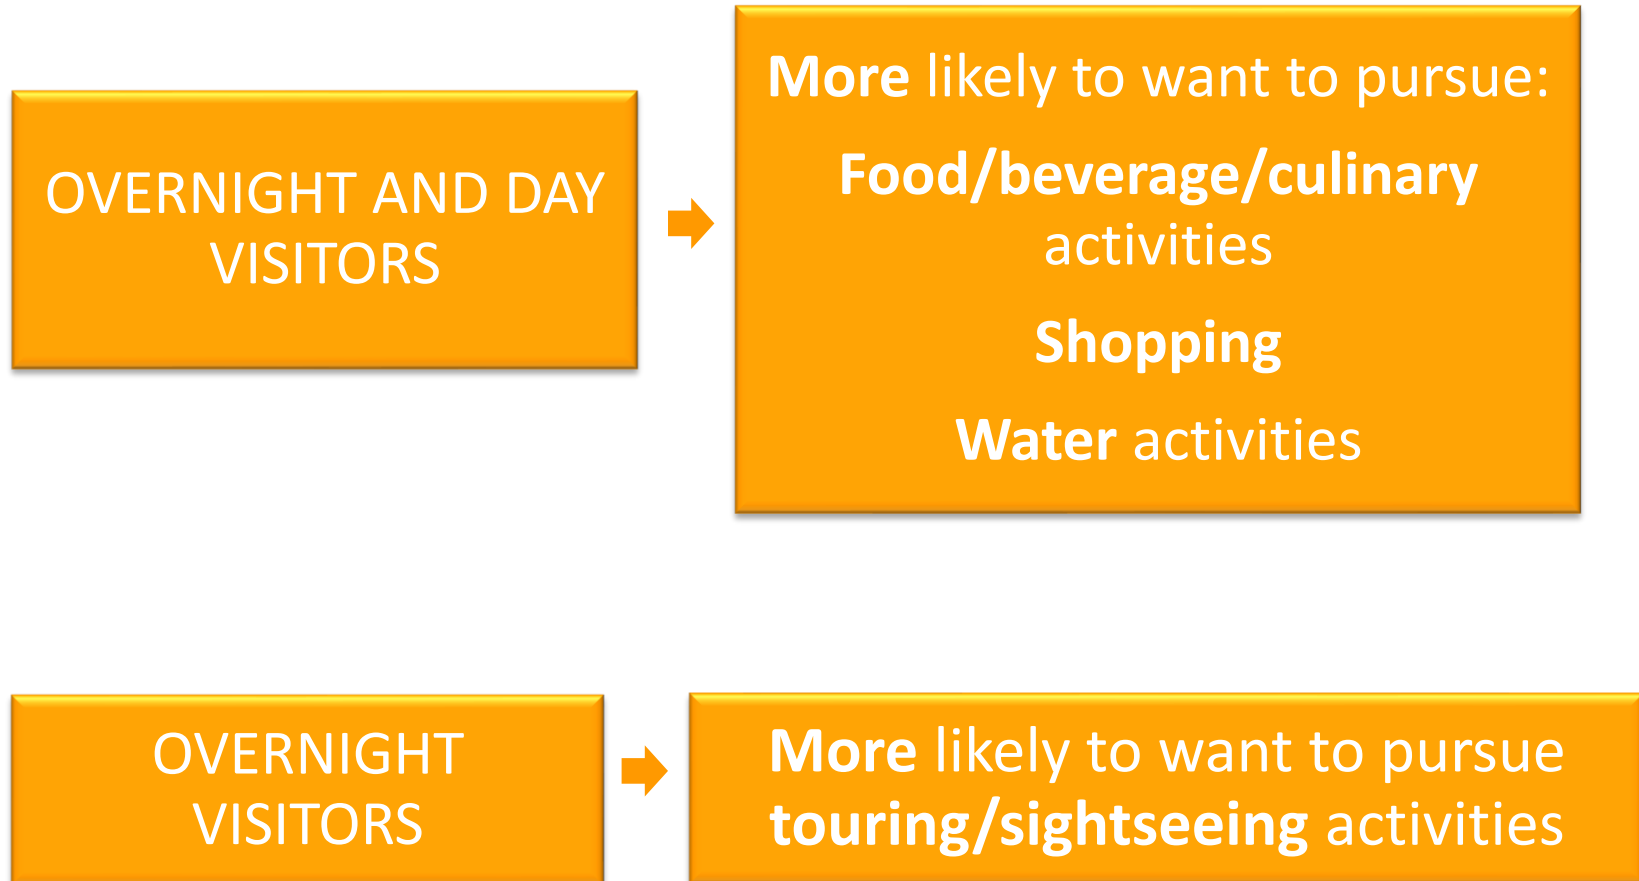 OVERNIGHT AND DAY
VISITORS
More likely to want to pursue:
Food/beverage/culinary
activities
Shopping
Water activities
OVERNIGHT
VISITORS
More likely to want to pursue
touring/sightseeing activities